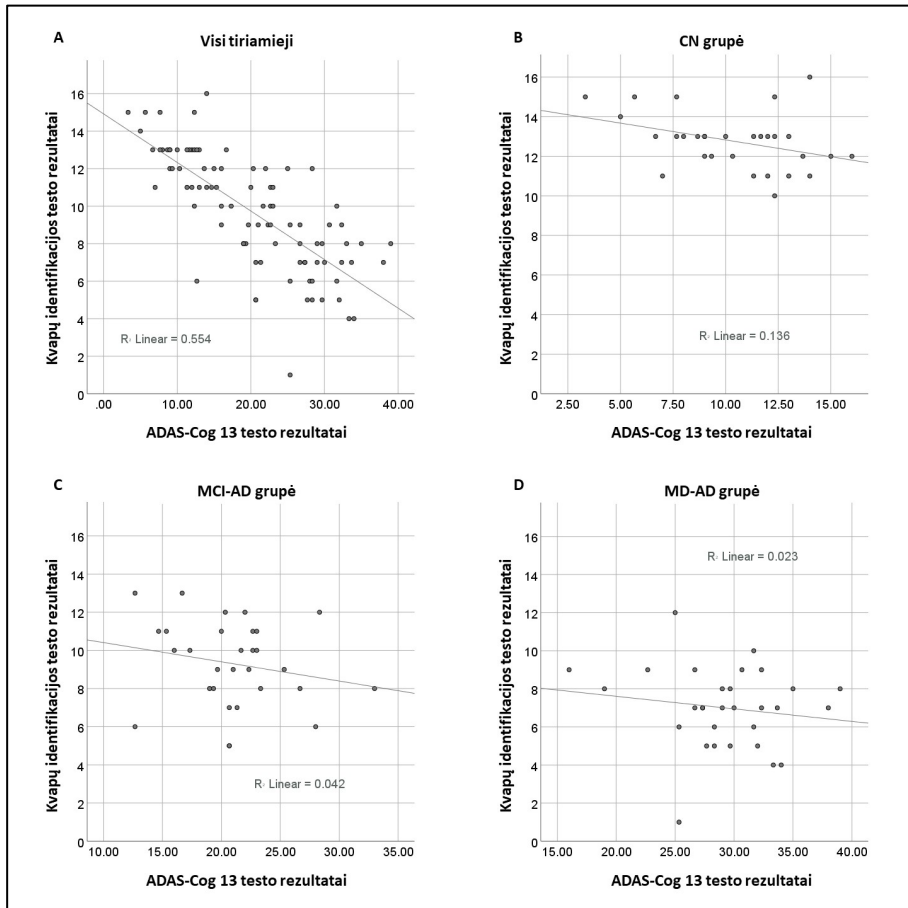 A
Visi tiriamieji
Kvapų identifikacijos testo rezultatai
16
14
12
10
8
6
4
2
0
R² Linear = 0.554
.00 10.00 20.00 30.00 40.00
ADAS-Cog 13 testo rezultatai
B
CN grupė
Kvapų identifikacijos testo rezultatai
16
14
12
10
8
6
4
2
0
R² Linear = 0.136
2.50 5.00 7.50 10.00 12.50 15.00
ADAS-Cog 13 testo rezultatai
C
MCI-AD grupė
Kvapų identifikacijos testo rezultatai
16
14
12
10
8
6
4
2
0
R² Linear = 0.042
10.00 15.00 20.00 25.00 30.00 35.00
ADAS-Cog 13 testo rezultatai
D
MD-AD grupė
Kvapų identifikacijos testo rezultatai
16
14
12
10
8
6
4
2
0
R² Linear = 0.023
15.00 20.00 25.00 30.00 35.00 40.00
ADAS-Cog 13 testo rezultatai